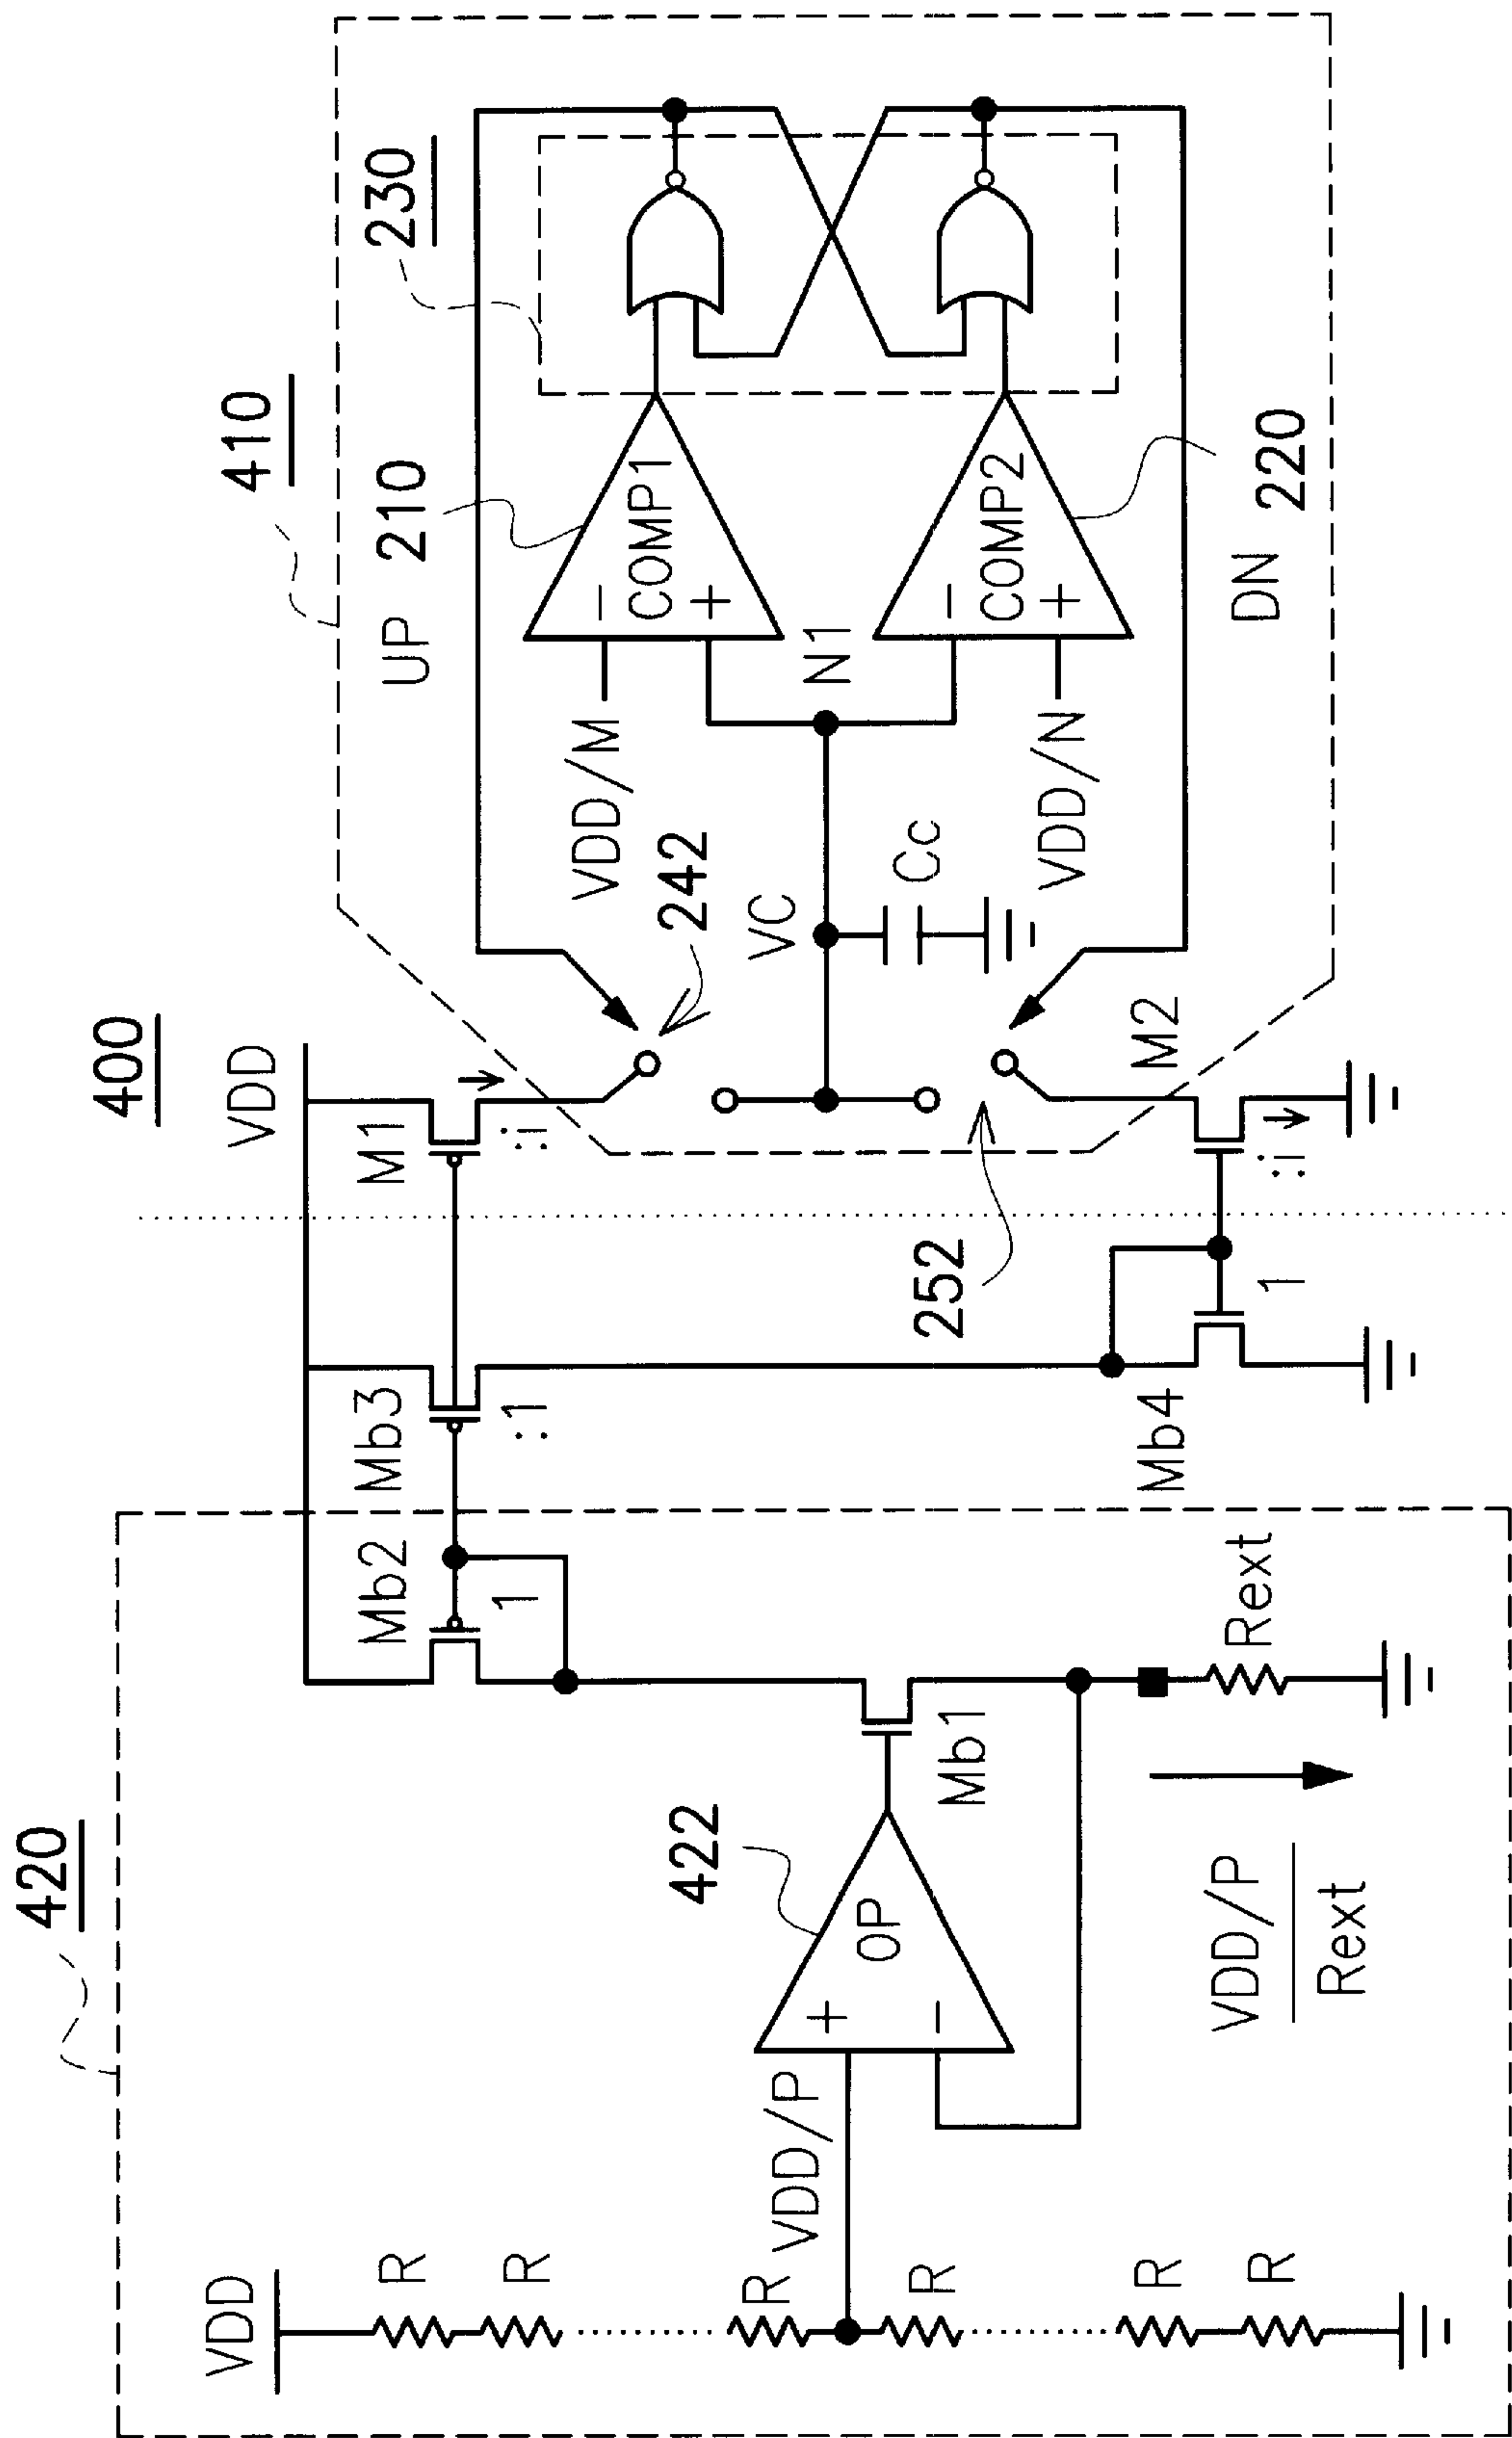 400
410
420
230
UP
210
COMP1
−
+
VDD/M
N1
COMP2
−
+
VDD/N
220
DN
242
VC
Cc
252
VDD
M1
:i
M2
:i
Mb3
:1
Mb4
1
Mb2
1
Mb1
422
OP
+
−
VDD/P
Rext
VDD/P
Rext
VDD
R
R
R
R
R
R